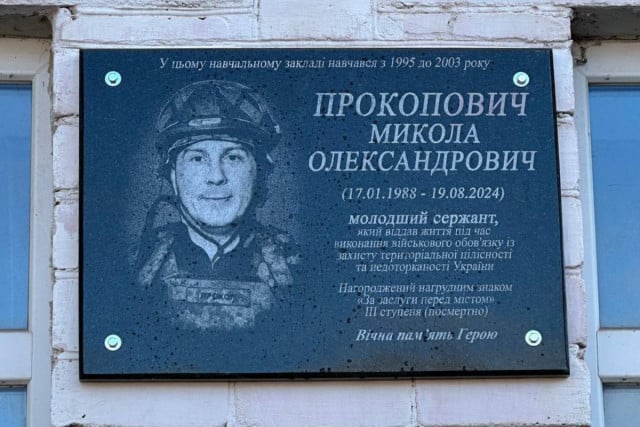 У цьому навчальному закладі навчався з 1995 до 2003 року
ПРОКОПОВИЧ
МИКОЛА
ОЛЕКСАНДРОВИЧ
(17.01.1988 - 19.08.2024)
молодший сержант,
який віддав життя під час
виконання військового обов'язку із
захисту територіальної цілісності
та недоторканості України
Нагороджений нагрудним знаком
«За заслуги перед містом»
ІІІ ступеня (посмертно)
Вічна пам'ять Герою
ПРОКОР